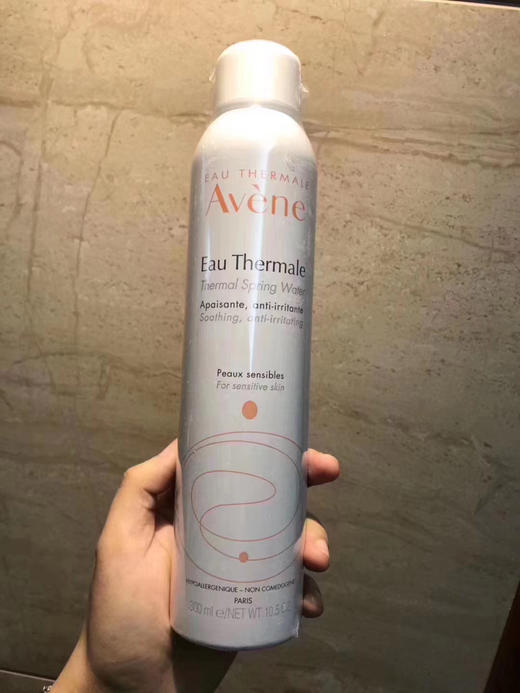 EAU THERMALE
Avène
Eau Thermale
Thermal Spring Water
Apaisante, anti-irritante
Soothing, anti-irritating
Peaux sensibles
For sensitive skin
HYPOALLERGENIQUE - NON COMEDOGENE
PARIS
300 ml e/NET WT 10.5 OZ